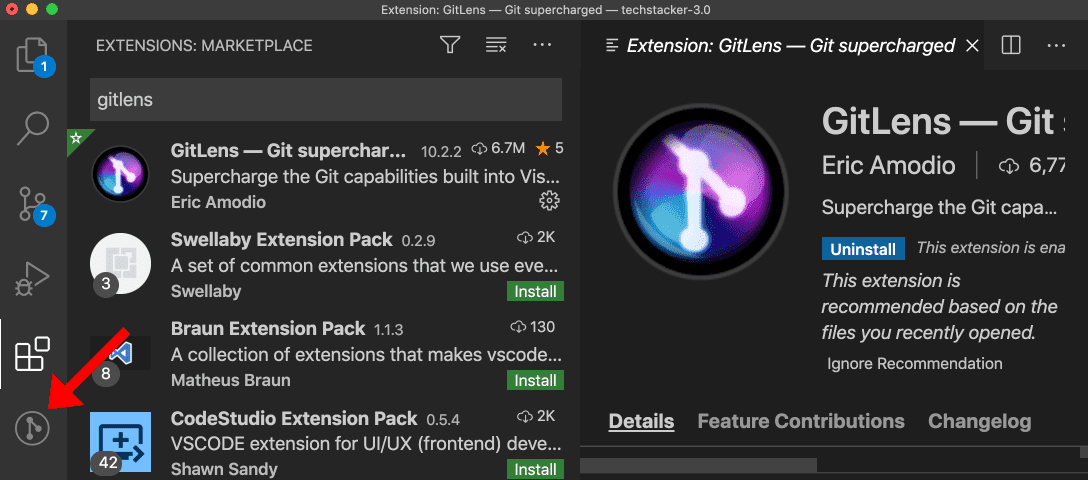 Extension: GitLens — Git supercharged — techstacker-3.0
1
7
EXTENSIONS: MARKETPLACE
gitlens
GitLens — Git superchar... 10.2.2 6.7M 5
Supercharge the Git capabilities built into Vis...
Eric Amodio
Swellaby Extension Pack 0.2.9 2K
A set of common extensions that we use eve...
3
Swellaby Install
Braun Extension Pack 1.1.3 130
A collection of extensions that makes vscode...
8
Matheus Braun Install
CodeStudio Extension Pack 0.5.4 2K
VSCODE extension for UI/UX (frontend) deve...
42
Shawn Sandy Install
Extension: GitLens — Git supercharged
GitLens — Git
Eric Amodio 6,77
Supercharge the Git capa...
Uninstall This extension is ena
This extension is
recommended based on the
files you recently opened.
Ignore Recommendation
Details Feature Contributions Changelog